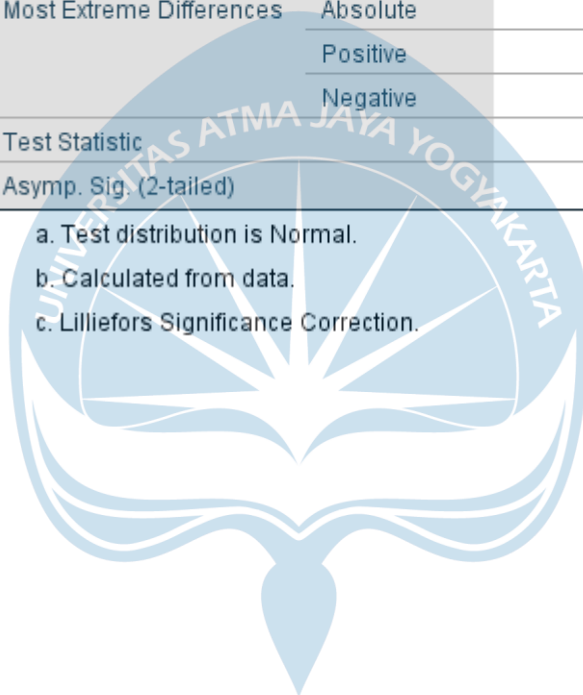 Most Extreme Differences Absolute
Positive
Negative
Test Statistic
Asymp. Sig. (2-tailed)
a. Test distribution is Normal.
b. Calculated from data.
c. Lilliefors Significance Correction.
UNIVERSITAS ATMA JAYA YOGYAKARTA